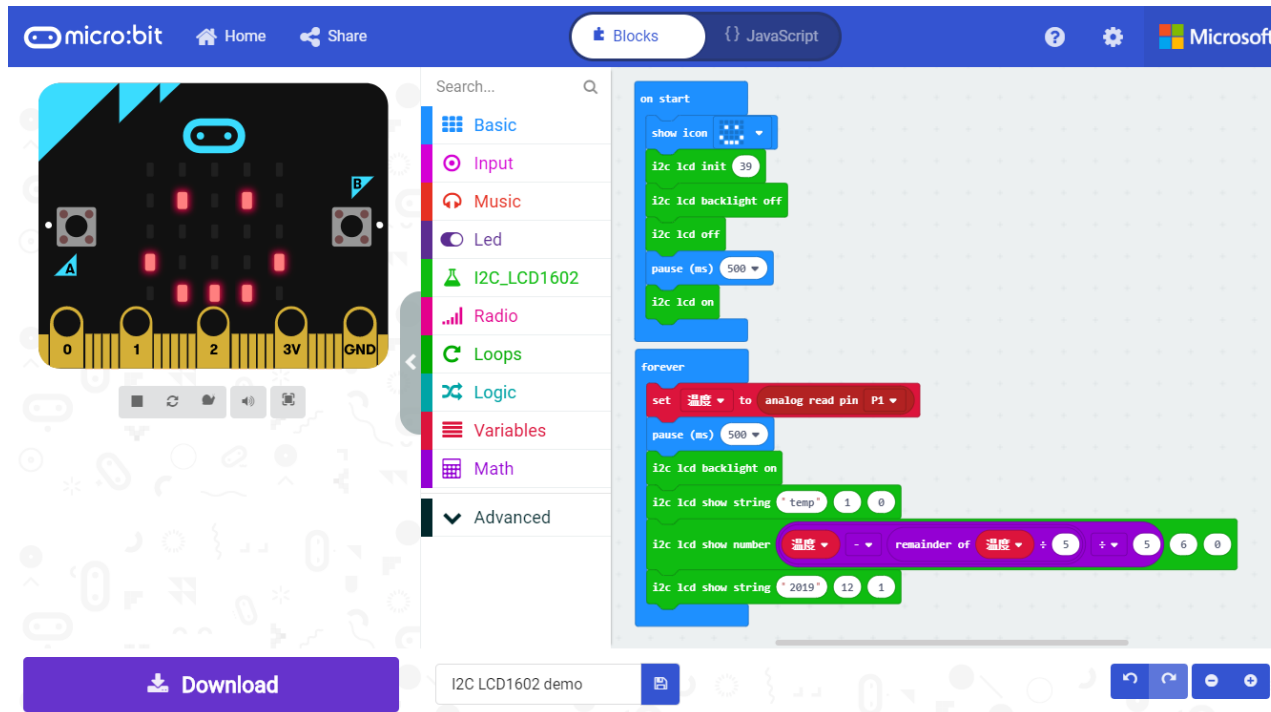 micro:bit Home Share Blocks {} JavaScript ? Microsoft
B
A
0 1 2 3V GND
Download
Search...
Basic
Input
Music
Led
I2C_LCD1602
Radio
Loops
Logic
Variables
Math
Advanced
I2C LCD1602 demo
on start
show icon
i2c lcd init 39
i2c lcd backlight off
i2c lcd off
pause (ms) 500
i2c lcd on
forever
set 温度 to analog read pin P1
pause (ms) 500
i2c lcd backlight on
i2c lcd show string "temp" 1 0
i2c lcd show number 温度 - remainder of 温度 ÷ 5 ÷ 5 6 0
i2c lcd show string "2019" 12 1